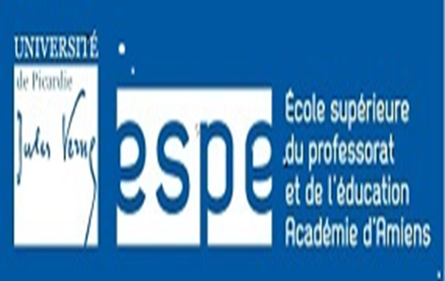 UNIVERSITÉ
de Picardie
Jules Verne
espe
École supérieure
du professorat
et de l'éducation
Académie d'Amiens